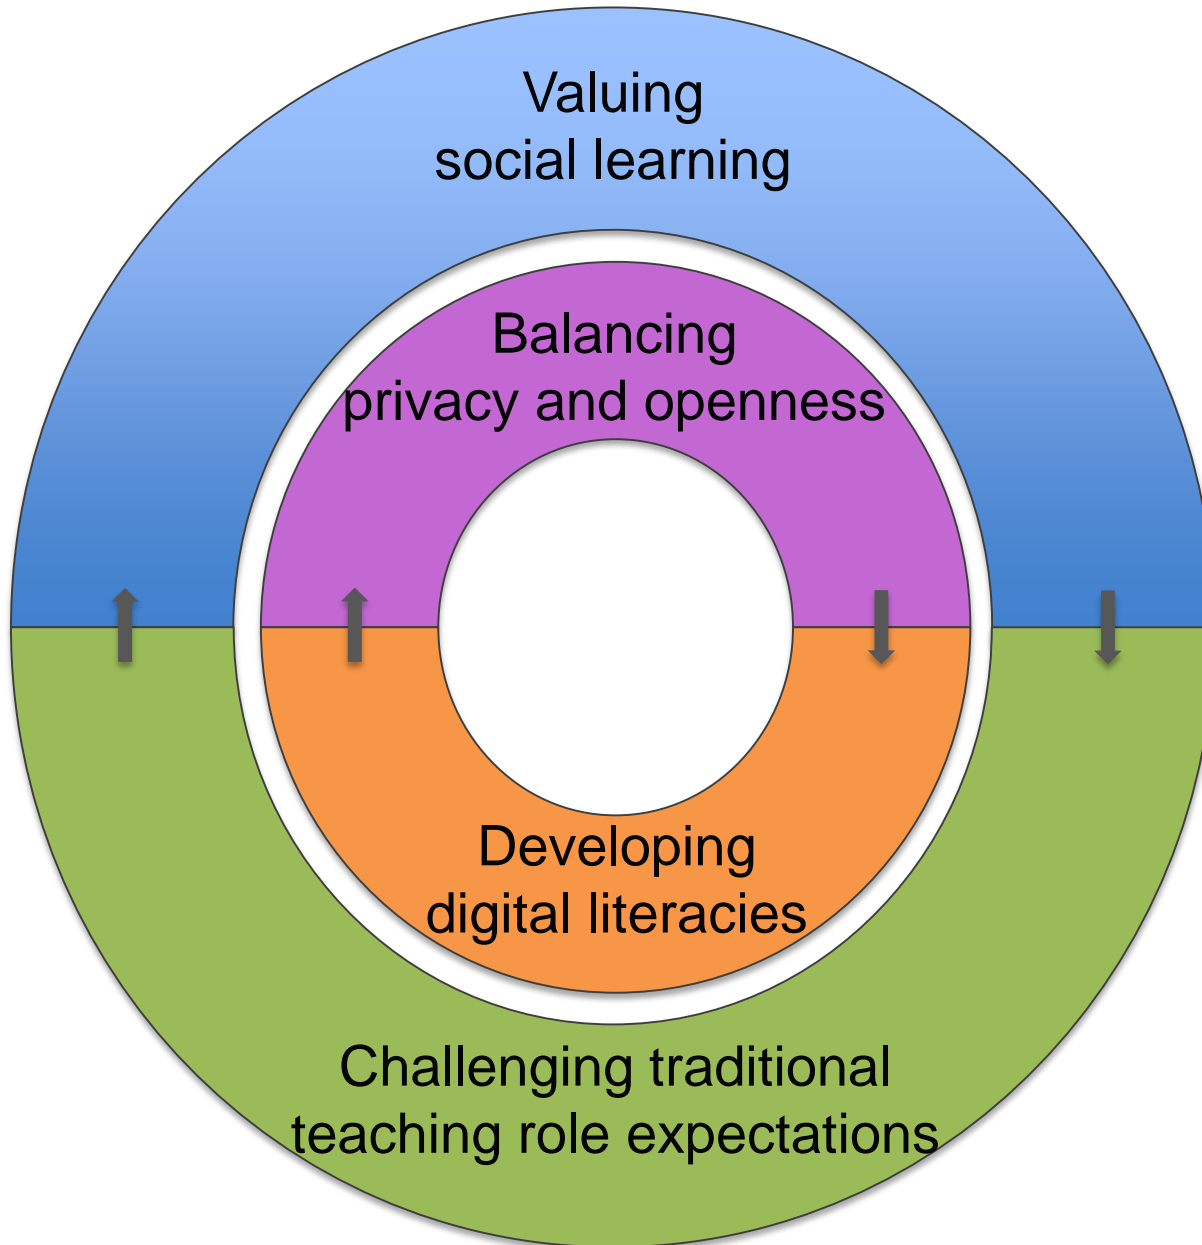 Valuing
social learning
Balancing
privacy and openness
Developing
digital literacies
Challenging traditional
teaching role expectations